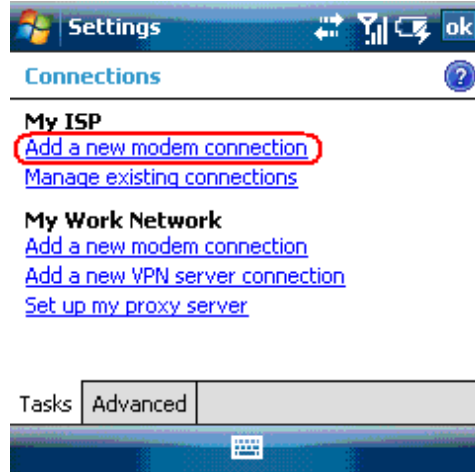 Settings
ok
Connections
?
My ISP
Add a new modem connection
Manage existing connections
My Work Network
Add a new modem connection
Add a new VPN server connection
Set up my proxy server
Tasks Advanced